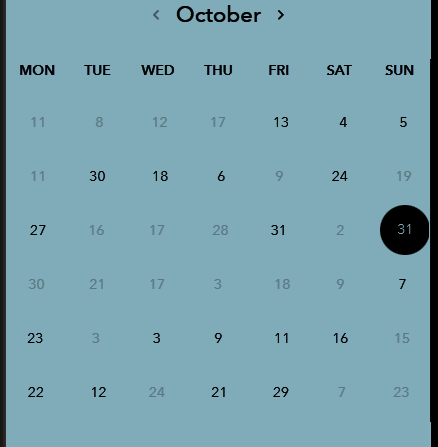 ‹ October ›
MON TUE WED THU FRI SAT SUN
11 8 12 17 13 4 5
11 30 18 6 9 24 19
27 16 17 28 31 2 31
30 21 17 3 18 9 7
23 3 3 9 11 16 15
22 12 24 21 29 7 23